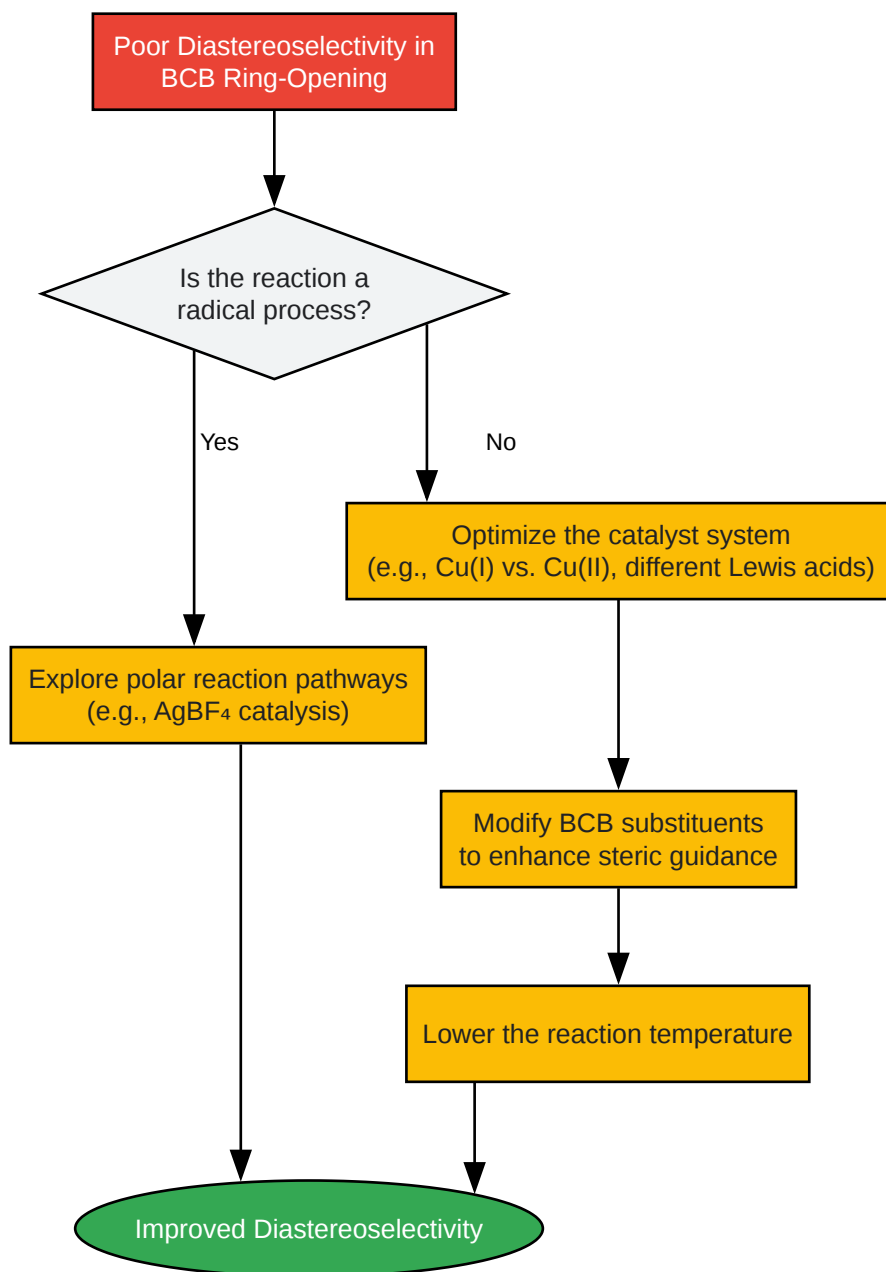 Poor Diastereoselectivity in
BCB Ring-Opening
Is the reaction a
radical process?
Yes
No
Optimize the catalyst system
(e.g., Cu(I) vs. Cu(II), different Lewis acids)
Explore polar reaction pathways
(e.g., AgBF₄ catalysis)
Modify BCB substituents
to enhance steric guidance
Lower the reaction temperature
Improved Diastereoselectivity